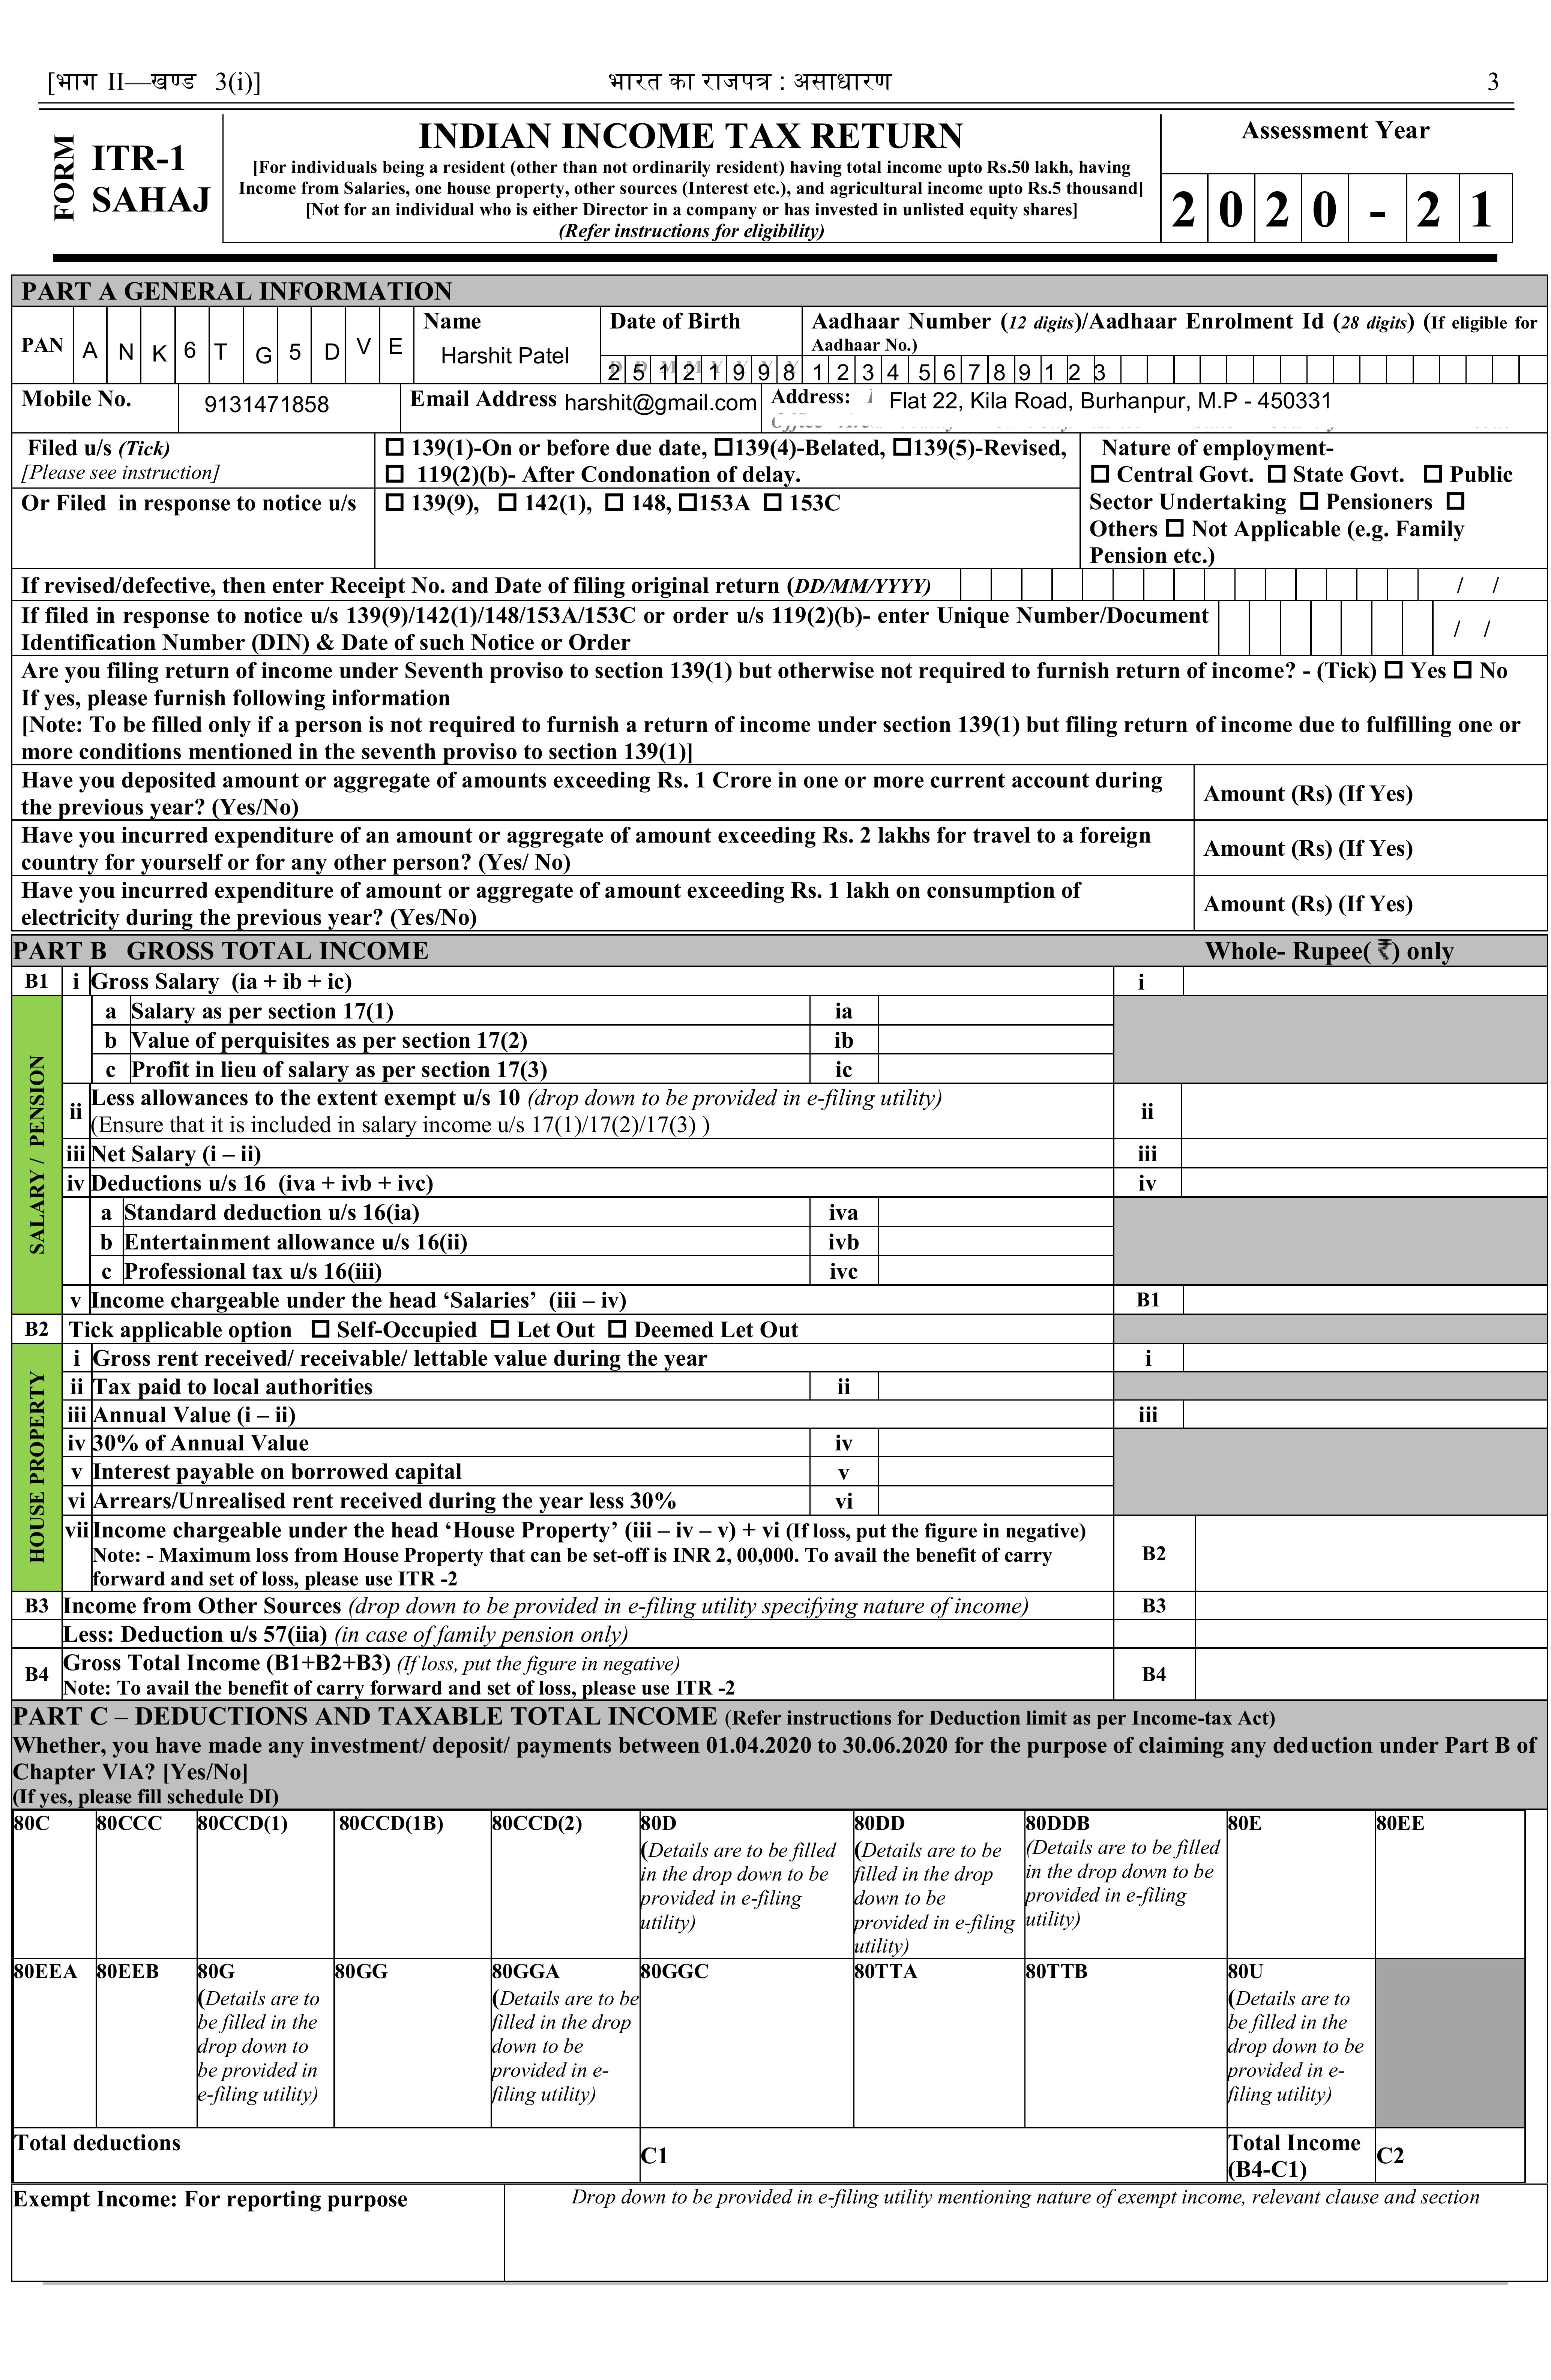 [भाग II—खण्ड 3(i)] भारत का राजपत्र : असाधारण 3
FORM
ITR-1
SAHAJ
INDIAN INCOME TAX RETURN
[For individuals being a resident (other than not ordinarily resident) having total income upto Rs.50 lakh, having
Income from Salaries, one house property, other sources (Interest etc.), and agricultural income upto Rs.5 thousand]
[Not for an individual who is either Director in a company or has invested in unlisted equity shares]
(Refer instructions for eligibility)
Assessment Year
2 0 2 0 - 2 1
PART A GENERAL INFORMATION
PAN A N K 6 T G 5 D V E
Name
Harshit Patel
Date of Birth
2 5 1 2 1 9 9 8
Aadhaar Number (12 digits)/Aadhaar Enrolment Id (28 digits) (If eligible for
Aadhaar No.)
1 2 3 4 5 6 7 8 9 1 2 3
Mobile No. 9131471858
Email Address harshit@gmail.com
Address: Flat 22, Kila Road, Burhanpur, M.P - 450331
Filed u/s (Tick)
[Please see instruction]
☐ 139(1)-On or before due date, ☐139(4)-Belated, ☐139(5)-Revised,
☐ 119(2)(b)- After Condonation of delay.
Or Filed in response to notice u/s ☐ 139(9), ☐ 142(1), ☐ 148, ☐153A ☐ 153C
Nature of employment-
☐ Central Govt. ☐ State Govt. ☐ Public
Sector Undertaking ☐ Pensioners ☐
Others ☐ Not Applicable (e.g. Family
Pension etc.)
If revised/defective, then enter Receipt No. and Date of filing original return (DD/MM/YYYY) / /
If filed in response to notice u/s 139(9)/142(1)/148/153A/153C or order u/s 119(2)(b)- enter Unique Number/Document
Identification Number (DIN) & Date of such Notice or Order / /
Are you filing return of income under Seventh proviso to section 139(1) but otherwise not required to furnish return of income? - (Tick) ☐ Yes ☐ No
If yes, please furnish following information
[Note: To be filled only if a person is not required to furnish a return of income under section 139(1) but filing return of income due to fulfilling one or
more conditions mentioned in the seventh proviso to section 139(1)]
Have you deposited amount or aggregate of amounts exceeding Rs. 1 Crore in one or more current account during
the previous year? (Yes/No)
Amount (Rs) (If Yes)
Have you incurred expenditure of an amount or aggregate of amount exceeding Rs. 2 lakhs for travel to a foreign
country for yourself or for any other person? (Yes/ No)
Amount (Rs) (If Yes)
Have you incurred expenditure of amount or aggregate of amount exceeding Rs. 1 lakh on consumption of
electricity during the previous year? (Yes/No)
Amount (Rs) (If Yes)
PART B GROSS TOTAL INCOME Whole- Rupee( ₹) only
B1 i Gross Salary (ia + ib + ic) i
SALARY / PENSION
a Salary as per section 17(1) ia
b Value of perquisites as per section 17(2) ib
c Profit in lieu of salary as per section 17(3) ic
ii Less allowances to the extent exempt u/s 10 (drop down to be provided in e-filing utility)
(Ensure that it is included in salary income u/s 17(1)/17(2)/17(3) )
ii
iii Net Salary (i – ii) iii
iv Deductions u/s 16 (iva + ivb + ivc) iv
a Standard deduction u/s 16(ia) iva
b Entertainment allowance u/s 16(ii) ivb
c Professional tax u/s 16(iii) ivc
v Income chargeable under the head ‘Salaries’ (iii – iv) B1
B2 Tick applicable option ☐ Self-Occupied ☐ Let Out ☐ Deemed Let Out
HOUSE PROPERTY
i Gross rent received/ receivable/ lettable value during the year i
ii Tax paid to local authorities ii
iii Annual Value (i – ii) iii
iv 30% of Annual Value iv
v Interest payable on borrowed capital v
vi Arrears/Unrealised rent received during the year less 30% vi
vii Income chargeable under the head ‘House Property’ (iii – iv – v) + vi (If loss, put the figure in negative)
Note: - Maximum loss from House Property that can be set-off is INR 2, 00,000. To avail the benefit of carry
forward and set of loss, please use ITR -2
B2
B3 Income from Other Sources (drop down to be provided in e-filing utility specifying nature of income) B3
Less: Deduction u/s 57(iia) (in case of family pension only)
B4 Gross Total Income (B1+B2+B3) (If loss, put the figure in negative)
Note: To avail the benefit of carry forward and set of loss, please use ITR -2
B4
PART C – DEDUCTIONS AND TAXABLE TOTAL INCOME (Refer instructions for Deduction limit as per Income-tax Act)
Whether, you have made any investment/ deposit/ payments between 01.04.2020 to 30.06.2020 for the purpose of claiming any deduction under Part B of
Chapter VIA? [Yes/No]
(If yes, please fill schedule DI)
80C
80CCC
80CCD(1)
80CCD(1B)
80CCD(2)
80D
(Details are to be filled
in the drop down to be
provided in e-filing
utility)
80DD
(Details are to be
filled in the drop
down to be
provided in e-filing
utility)
80DDB
(Details are to be filled
in the drop down to be
provided in e-filing
utility)
80E
80EE
80EEA
80EEB
80G
(Details are to
be filled in the
drop down to
be provided in
e-filing utility)
80GG
80GGA
(Details are to be
filled in the drop
down to be
provided in e-
filing utility)
80GGC
80TTA
80TTB
80U
(Details are to
be filled in the
drop down to be
provided in e-
filing utility)
Total deductions
C1
Total Income
(B4-C1)
C2
Exempt Income: For reporting purpose
Drop down to be provided in e-filing utility mentioning nature of exempt income, relevant clause and section